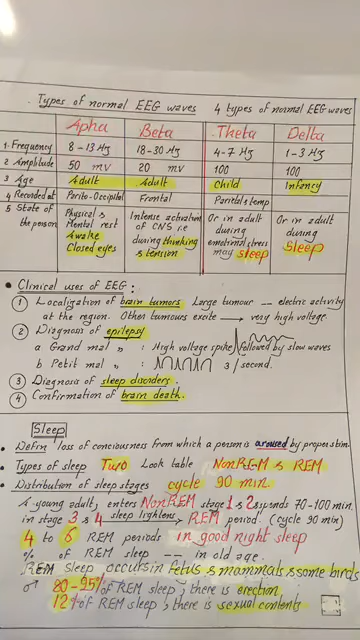 Types of normal EEG waves 4 types of normal EEG waves
Apha Beta Theta Delta
1. Frequency 8-13 Hz 18-30 Hz 4-7 Hz 1-3 Hz
2 Amplitude 50 mv 20 mv 100 100
3 Age Adult Adult Child Infancy
4 Recorded at Parito-Occipital Frontal Parietal & temp
5 State of the person Physical & Mental rest Awake Closed eyes Intense activation of CNS i.e during thinking & tension Or in adult during emotional stress may sleep Or in adult during Sleep
• Clinical uses of EEG:
① Localization of brain tumors Large tumour — electric activity
at the region. Other tumours excite → very high voltage.
② Diagnosis of epilepsy
a Grand mal " : High voltage spike followed by slow waves
b Petit mal " : 3/second.
③ Diagnosis of sleep disorders.
④ Confirmation of brain death.
Sleep
• Defin loss of conciousness from which a person is aroused by proper stim.
• Types of sleep Two Look table NonREM & REM
• Distribution of sleep stages cycle 90 min.
A young adult, enters NonREM stage 1 & 2 spends 70-100 min.
in stage 3 & 4 sleep lightens, REM period. (cycle 90 min)
4 to 6 REM periods in good night sleep
% of REM sleep -- in old age.
REM sleep occurs in fetus & mammals & some birds
♂ 80-95% of REM sleep, there is erection
12% of REM sleep, there is sexual contents